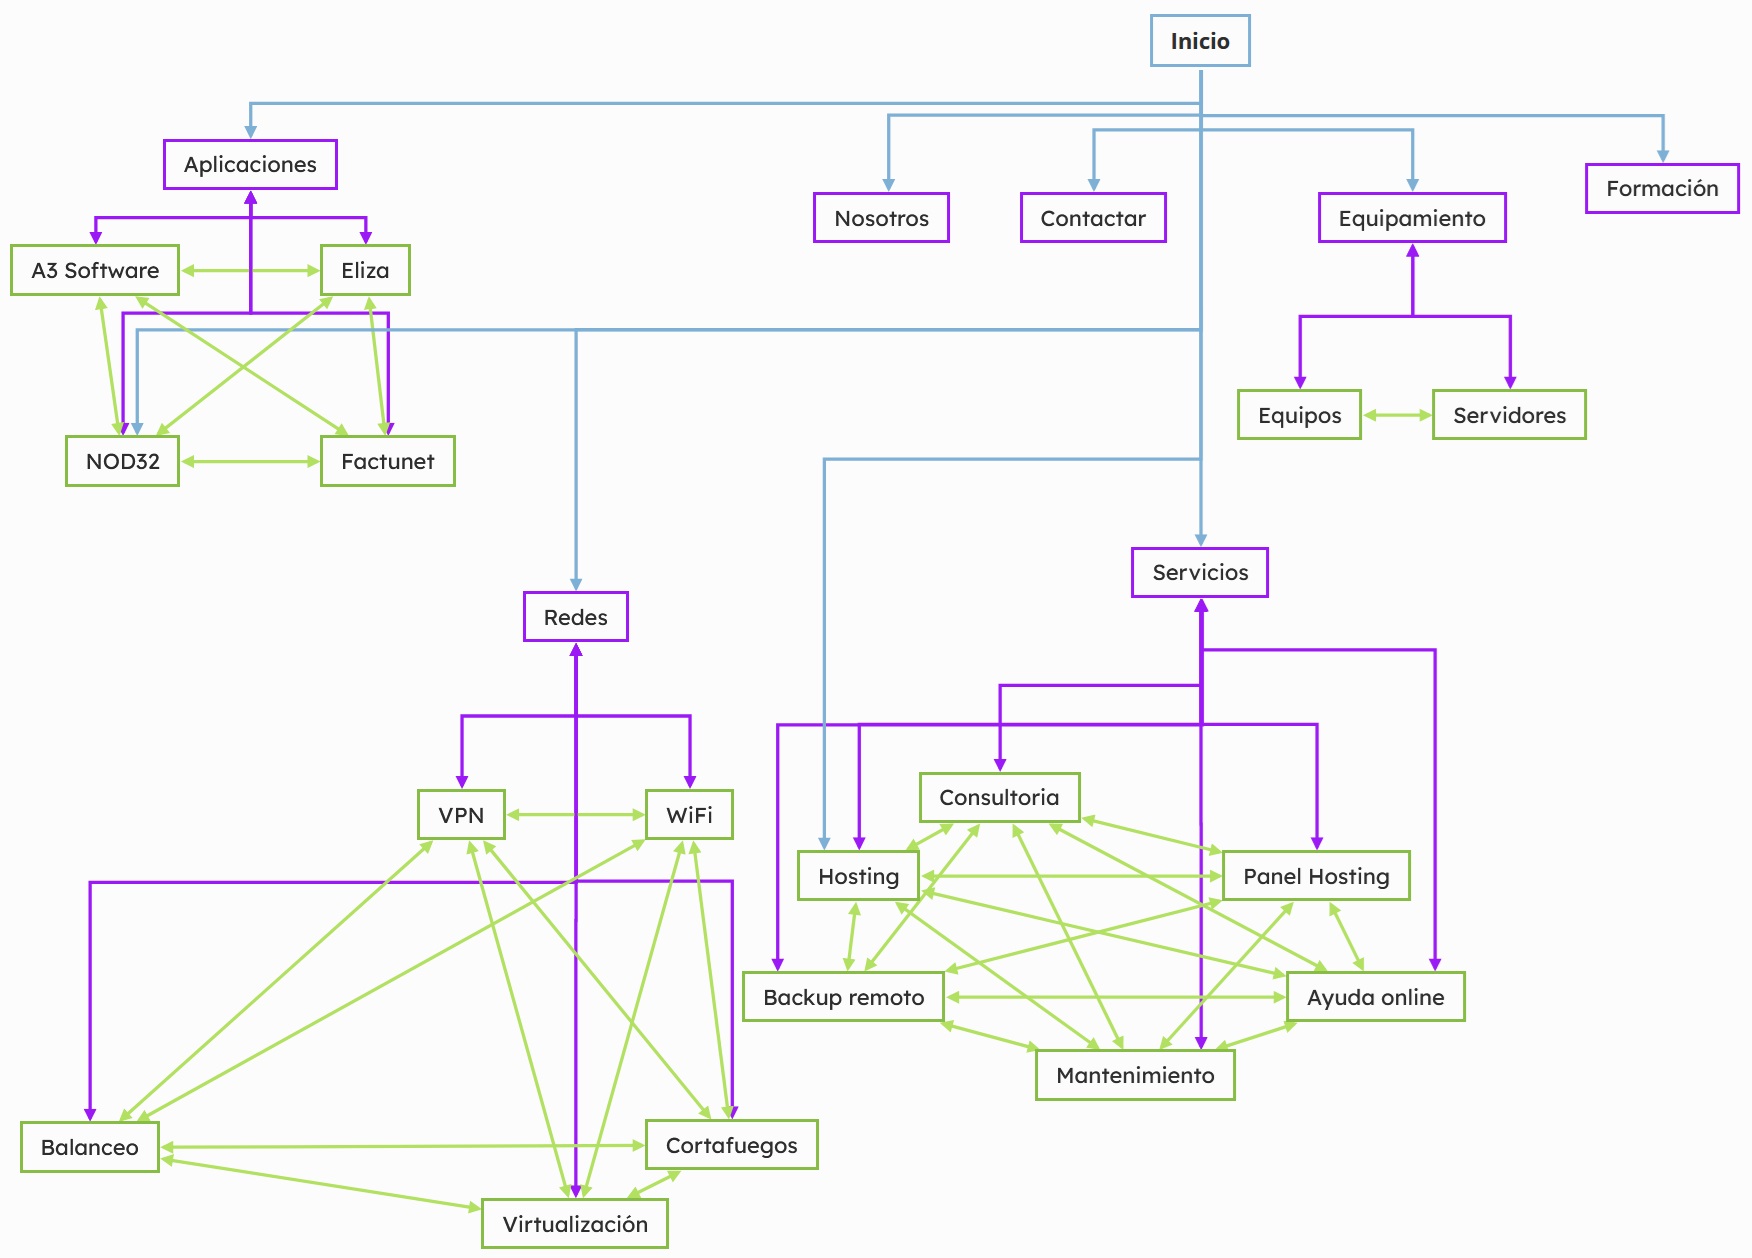 Inicio
Aplicaciones
Formación
Nosotros
Contactar
Equipamiento
A3 Software
Eliza
Equipos
Servidores
NOD32
Factunet
Servicios
Redes
Consultoria
VPN
WiFi
Hosting
Panel Hosting
Backup remoto
Ayuda online
Mantenimiento
Balanceo
Cortafuegos
Virtualización